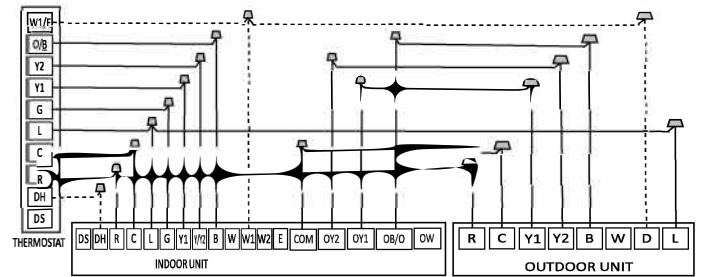 W1/E
O/B
Y2
Y1
G
L
C
R
DH
DS
THERMOSTAT
DS DH R C L G Y1 Y/Y2 B W W1 W2 E COM OY2 OY1 OB/O OW
INDOOR UNIT
R C Y1 Y2 B W D L
OUTDOOR UNIT